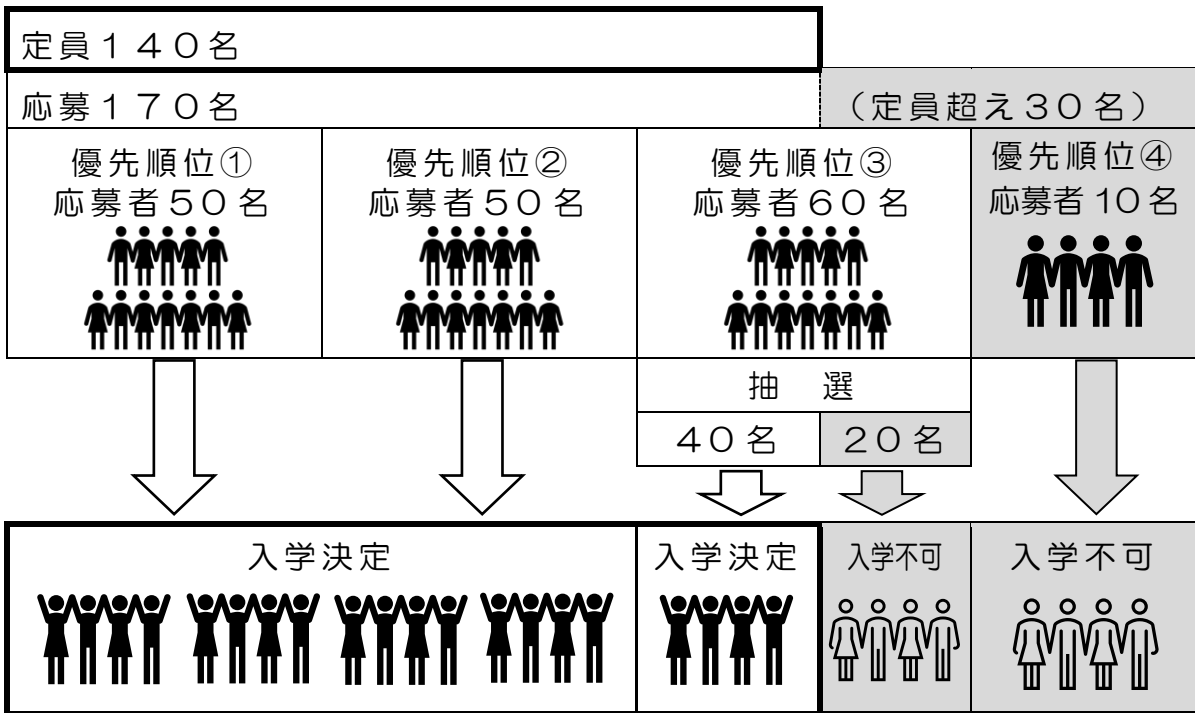 定員１４０名
応募１７０名
（定員超え３０名）
優先順位①
応募者５０名
優先順位②
応募者５０名
優先順位③
応募者６０名
優先順位④
応募者10名
抽　選
４０名
２０名
入学決定
入学決定
入学不可
入学不可